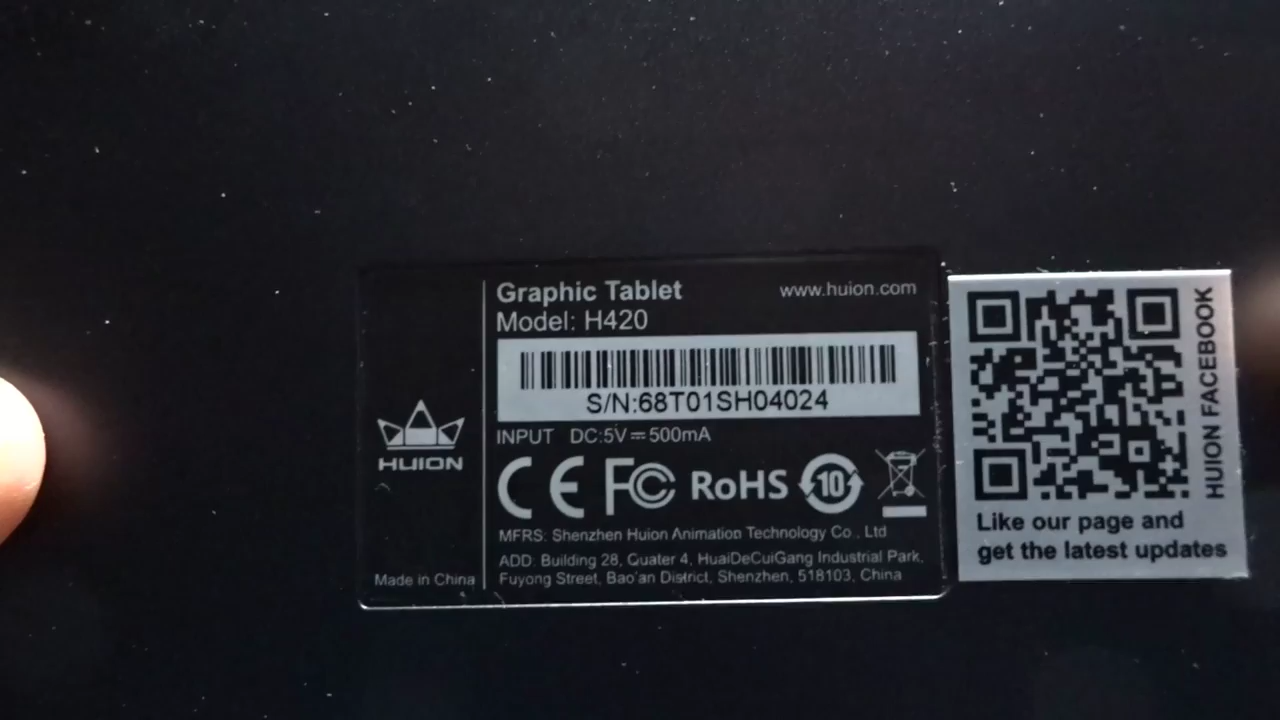 Graphic Tablet
www.huion.com
Model: H420
S/N:68T01SH04024
INPUT DC:5V⎓500mA
HUION
CE FC RoHS 10
MFRS: Shenzhen Huion Animation Technology Co., Ltd
ADD: Building 28, Quater 4, HuaiDeCuiGang Industrial Park,
Fuyong Street, Bao'an District, Shenzhen, 518103, China
Made in China
HUION FACEBOOK
Like our page and
get the latest updates